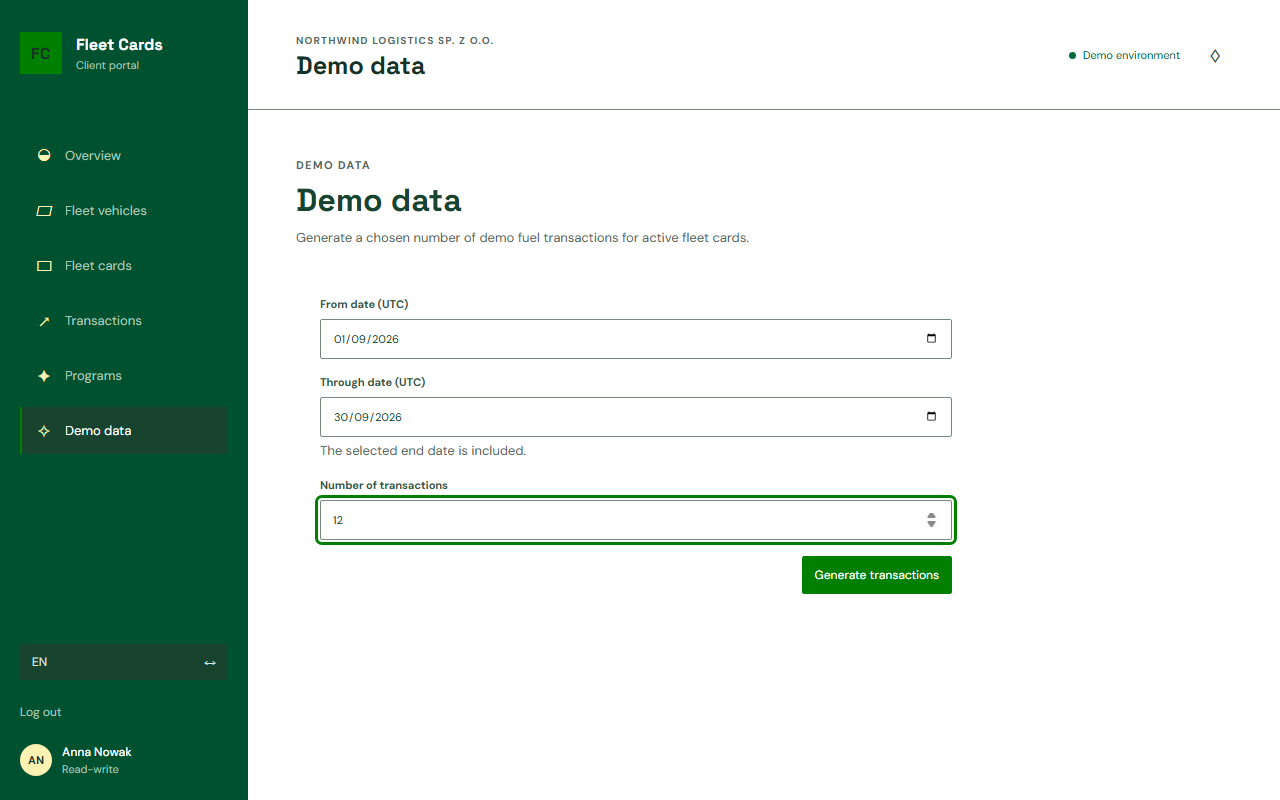 FC
Fleet Cards
Client portal
Overview
Fleet vehicles
Fleet cards
Transactions
Programs
Demo data
EN
Log out
AN
Anna Nowak
Read-write
NORTHWIND LOGISTICS SP. Z O.O.
Demo data
Demo environment
DEMO DATA
Demo data
Generate a chosen number of demo fuel transactions for active fleet cards.
From date (UTC)
01/09/2026
Through date (UTC)
30/09/2026
The selected end date is included.
Number of transactions
12
Generate transactions